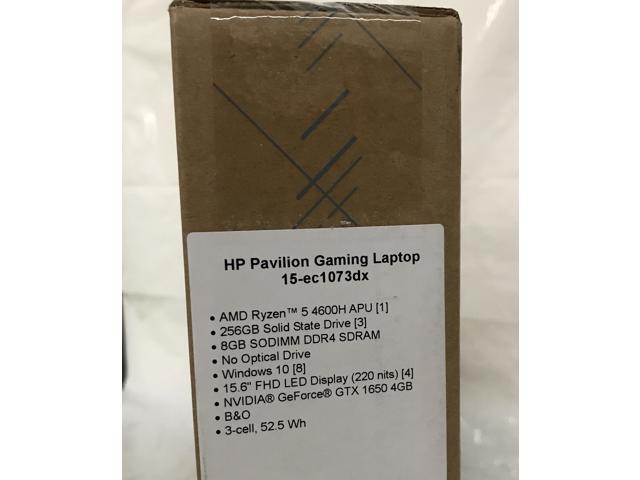 HP Pavilion Gaming Laptop
15-ec1073dx
• AMD Ryzen™ 5 4600H APU [1]
• 256GB Solid State Drive [3]
• 8GB SODIMM DDR4 SDRAM
• No Optical Drive
• Windows 10 [8]
• 15.6" FHD LED Display (220 nits) [4]
• NVIDIA® GeForce® GTX 1650 4GB
• B&O
• 3-cell, 52.5 Wh